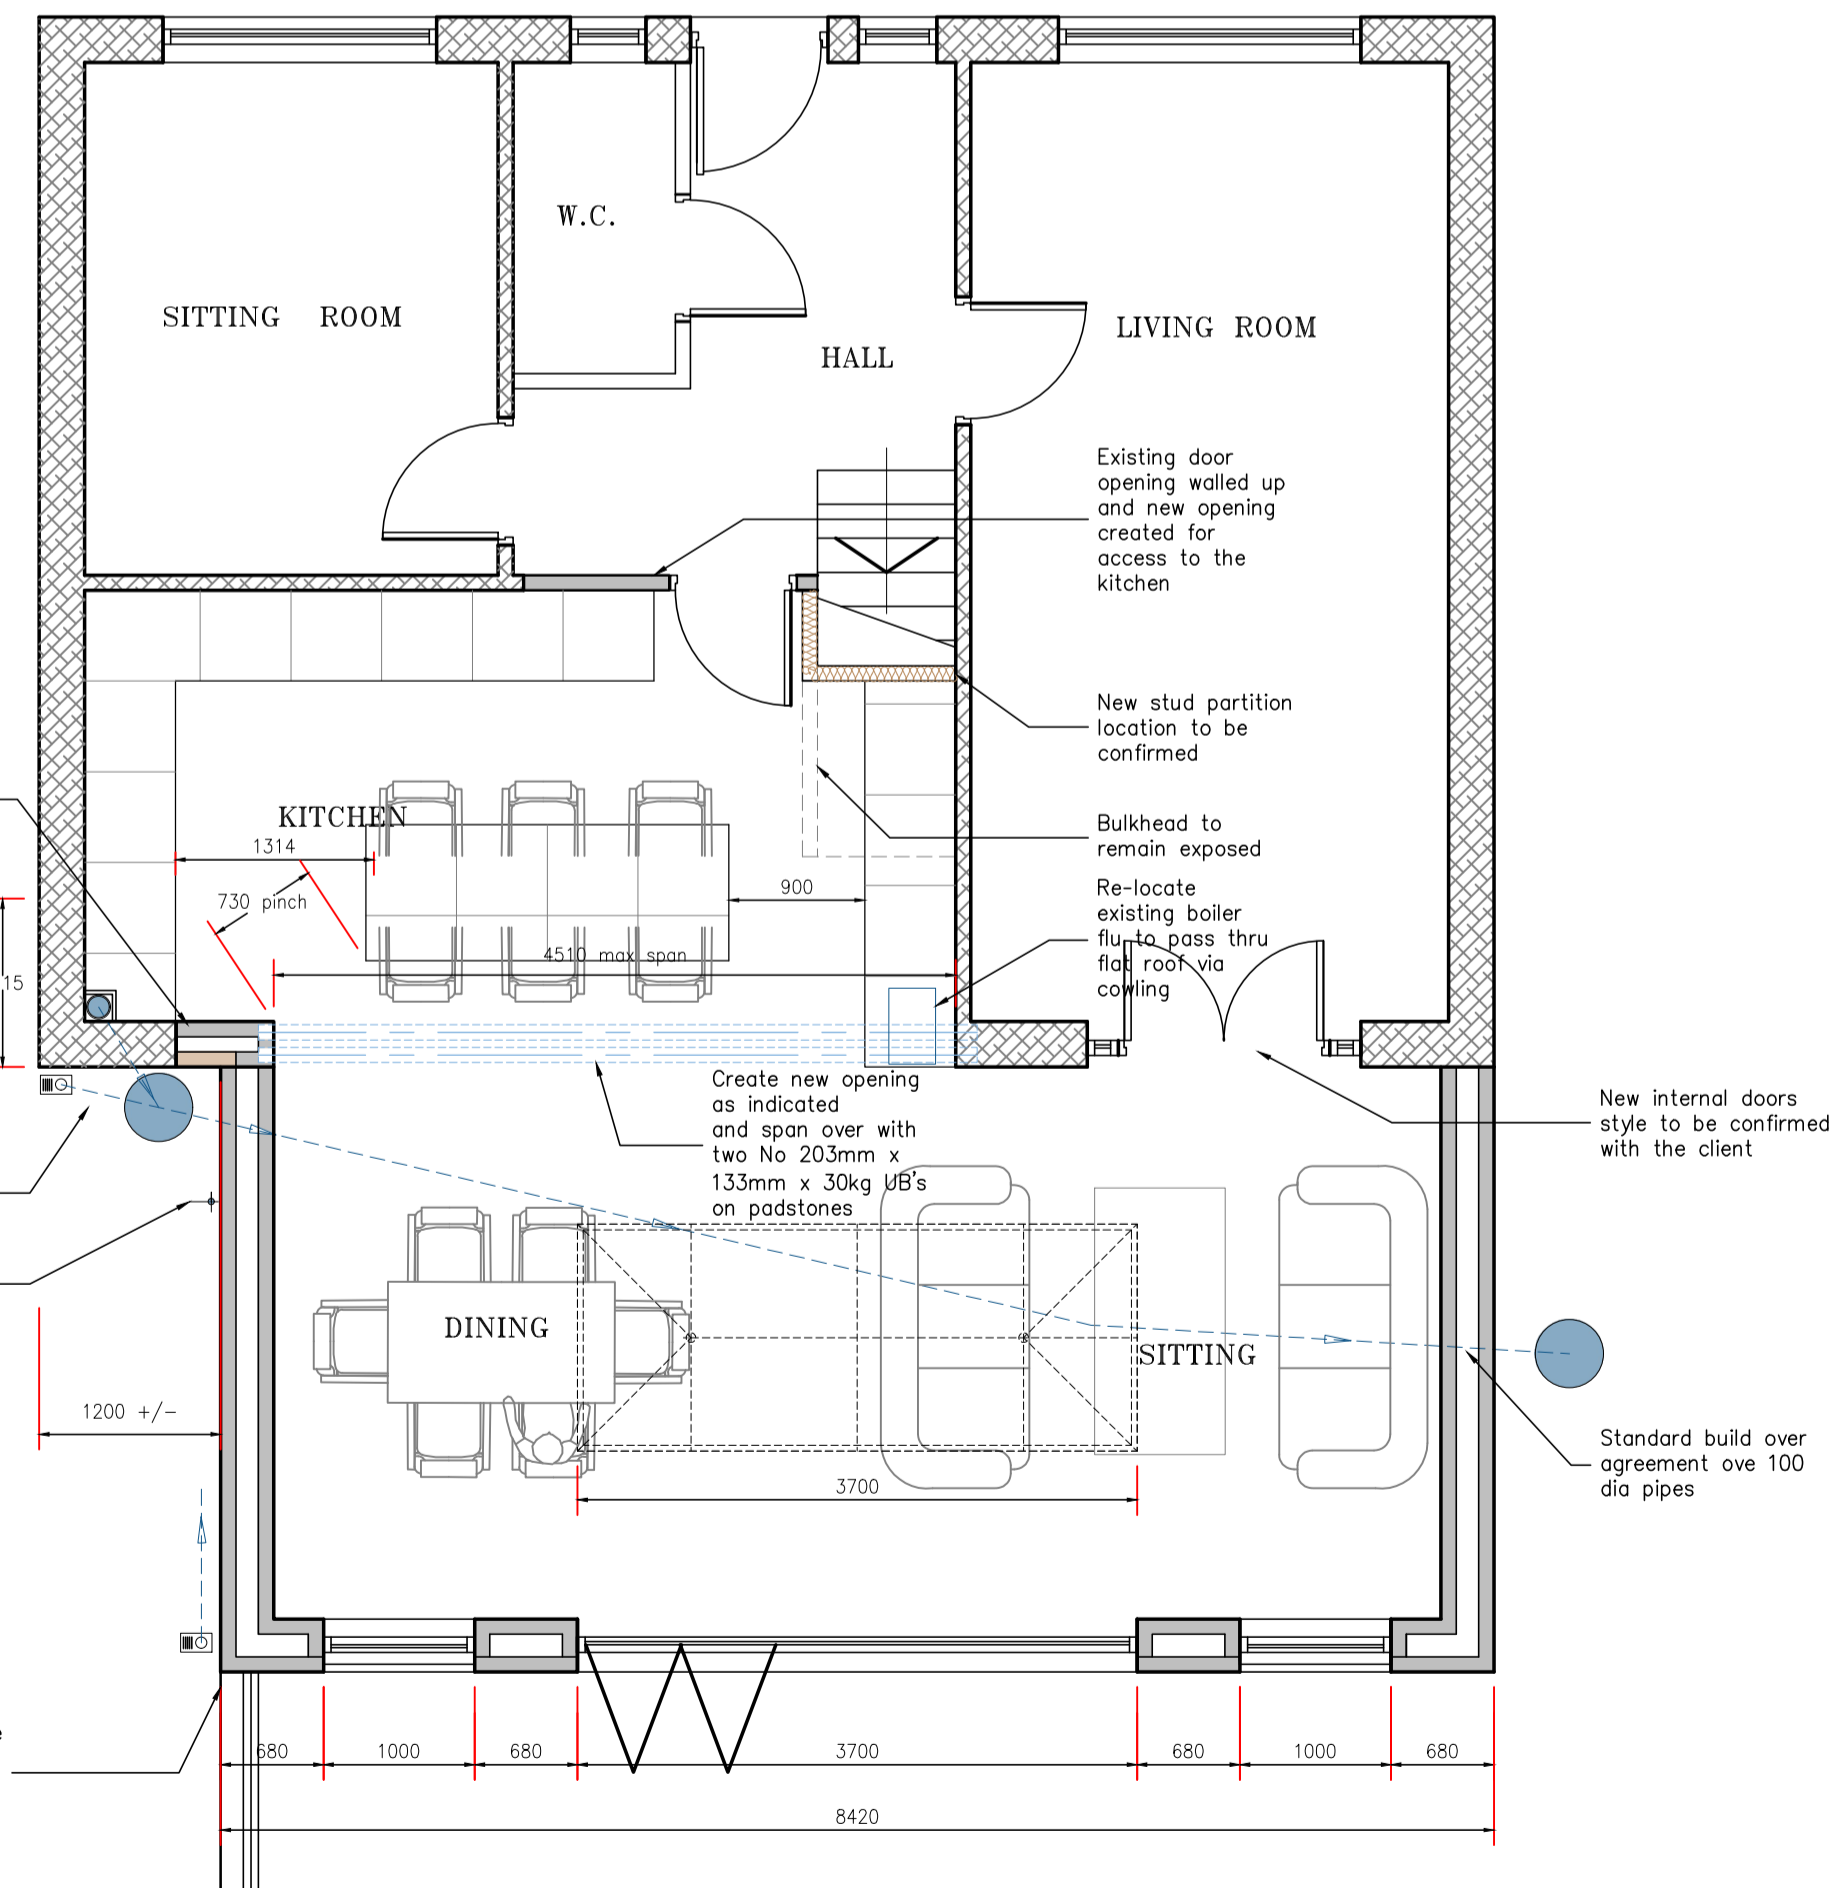 W.C.
SITTING ROOM
LIVING ROOM
HALL
Existing door
opening walled up
and new opening
created for
access to the
kitchen
New stud partition
location to be
confirmed
KITCHEN
Bulkhead to
remain exposed
1314
730 pinch
900
Re-locate
existing boiler
flu to pass thru
flat roof via
cowling
4510 max span
15
Create new opening
as indicated
and span over with
two No 203mm x
133mm x 30kg UB's
on padstones
New internal doors
style to be confirmed
with the client
DINING
SITTING
1200 +/-
3700
Standard build over
agreement ove 100
dia pipes
e
680
1000
680
3700
680
1000
680
8420